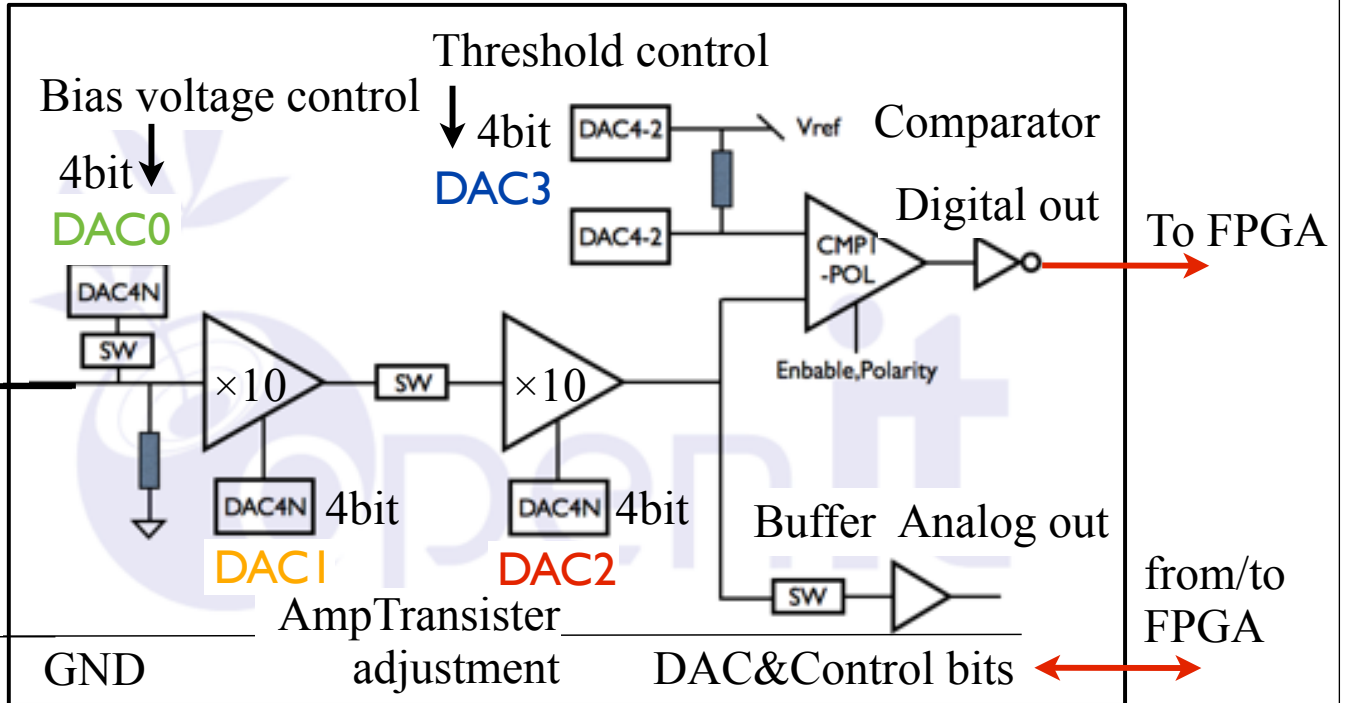 Threshold control
Bias voltage control
4bit
DAC4-2
Vref
Comparator
4bit
DAC3
DAC0
Digital out
DAC4-2
CMP1
-POL
To FPGA
DAC4N
SW
×10
SW
×10
Enbable,Polarity
DAC4N
4bit
DAC4N
4bit
Buffer
Analog out
DAC1
DAC2
SW
from/to
FPGA
AmpTransister
adjustment
GND
DAC&Control bits
open it